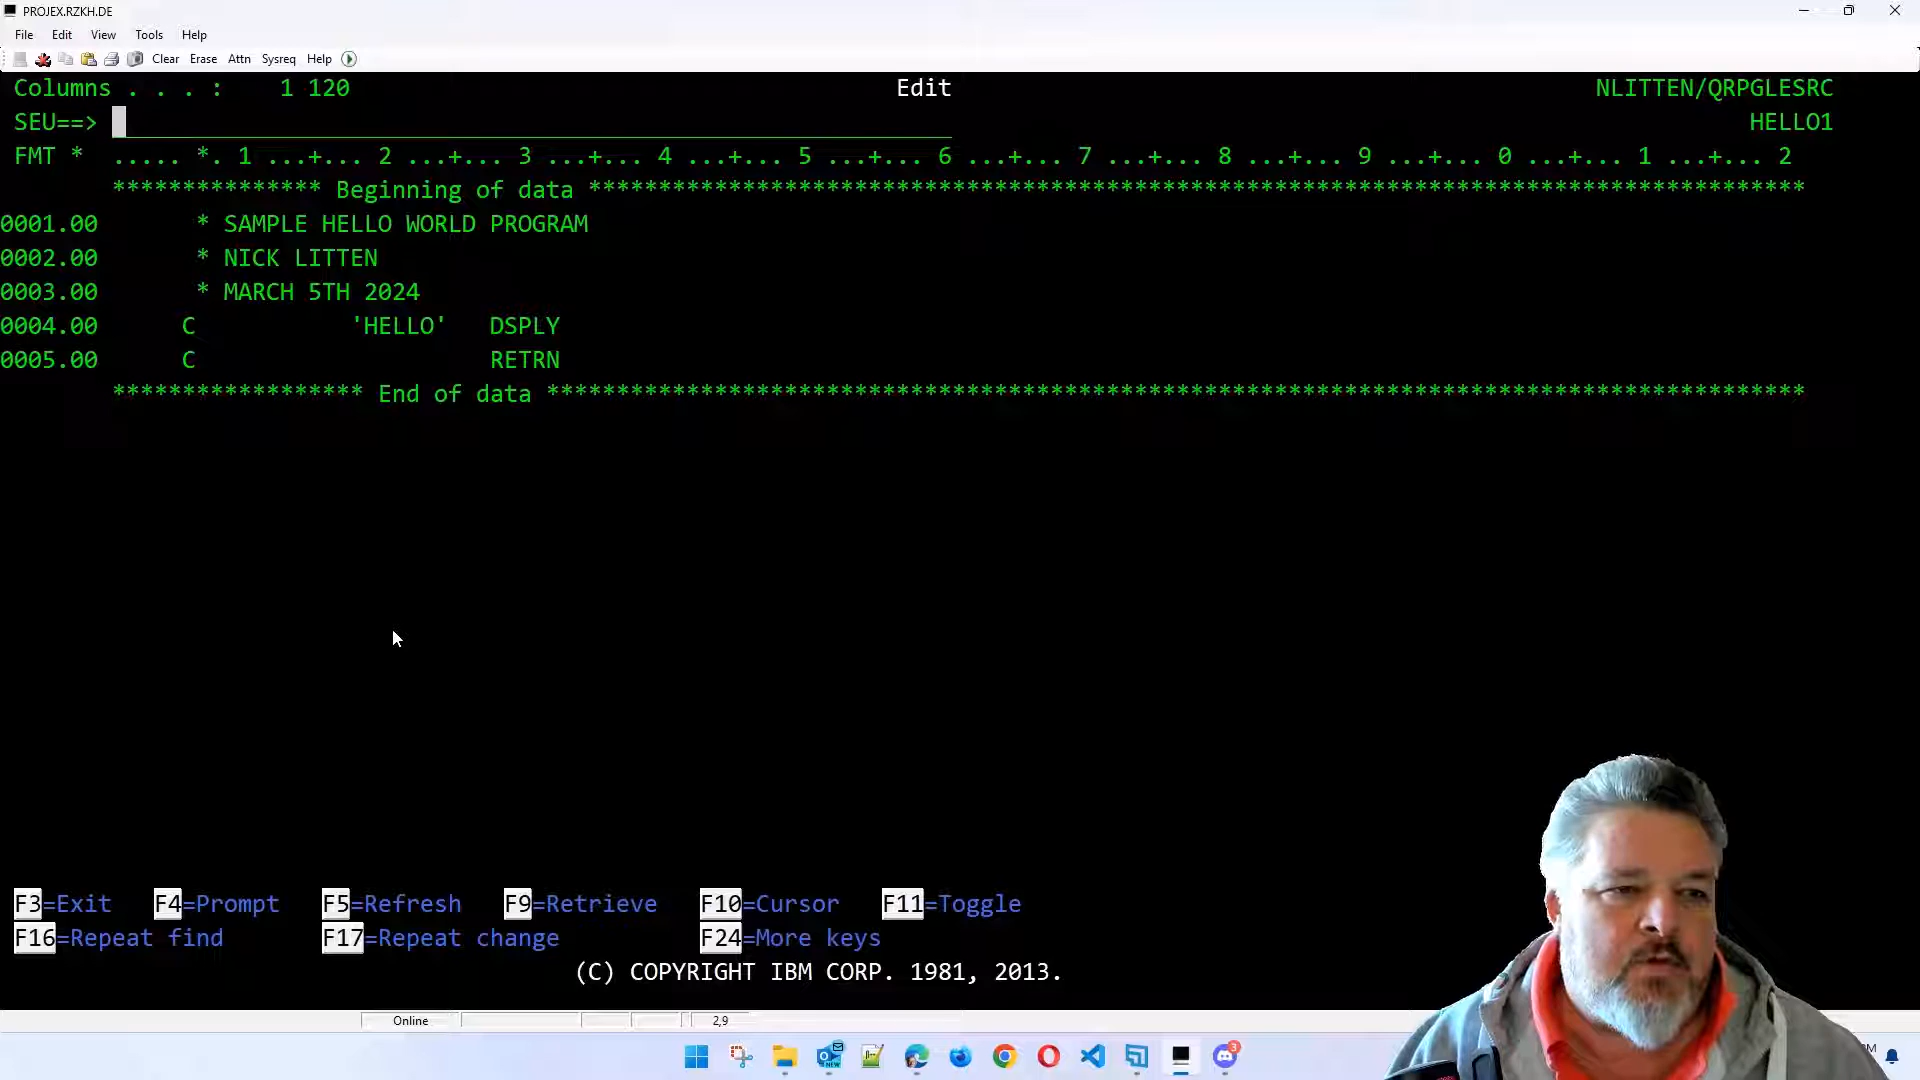 PROJEX.RZKH.DE
File Edit View Tools Help
Clear Erase Attn Sysreq Help
Columns . . . : 1 120 Edit NLITTEN/QRPGLESRC
SEU==> HELLO1
FMT * ..... *. 1 ...+... 2 ...+... 3 ...+... 4 ...+... 5 ...+... 6 ...+... 7 ...+... 8 ...+... 9 ...+... 0 ...+... 1 ...+... 2
*************** Beginning of data ***************************************************************************************
0001.00 * SAMPLE HELLO WORLD PROGRAM
0002.00 * NICK LITTEN
0003.00 * MARCH 5TH 2024
0004.00 C 'HELLO' DSPLY
0005.00 C RETRN
****************** End of data ******************************************************************************************
F3=Exit F4=Prompt F5=Refresh F9=Retrieve F10=Cursor F11=Toggle
F16=Repeat find F17=Repeat change F24=More keys
(C) COPYRIGHT IBM CORP. 1981, 2013.
Online 2,9
NEW 3